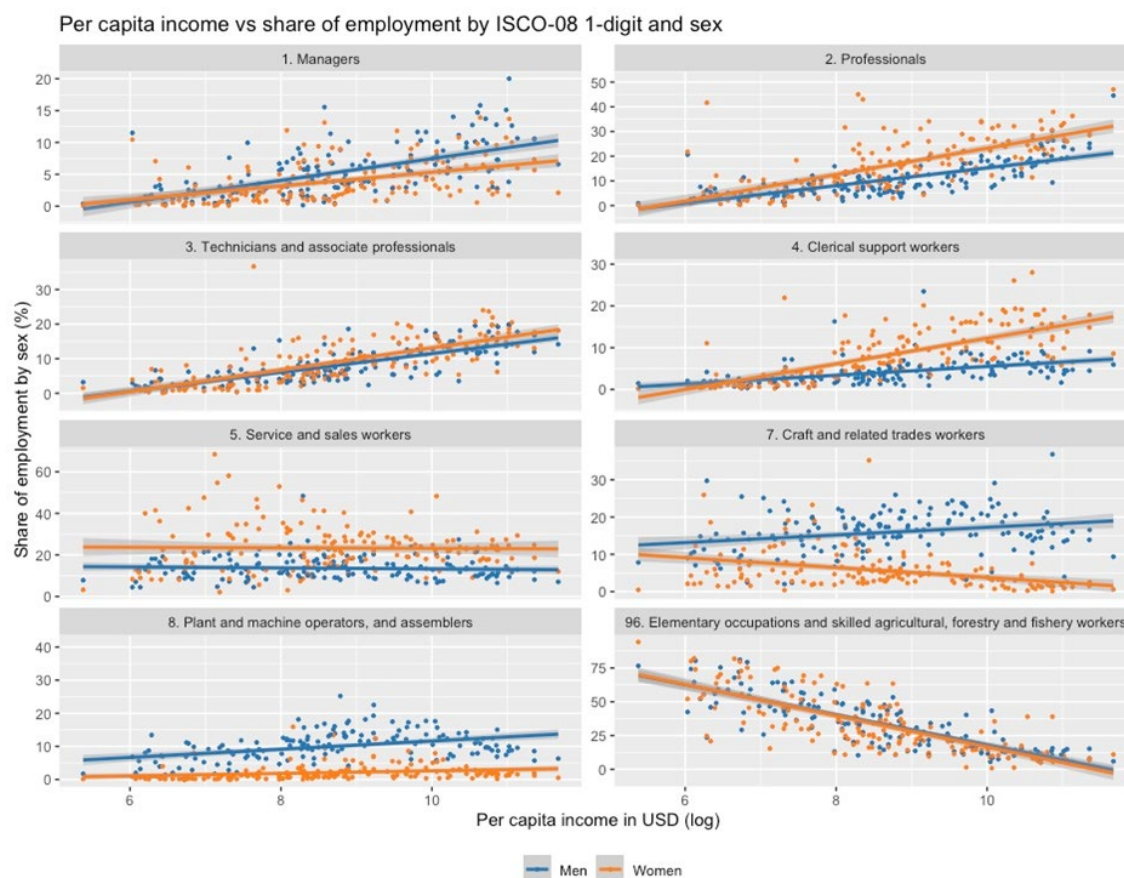 Per capita income vs share of employment by ISCO-08 1-digit and sex
1. Managers
20
15
10
5
0
2. Professionals
50
40
30
20
10
0
3. Technicians and associate professionals
30
20
10
0
4. Clerical support workers
30
20
10
0
Share of employment by sex (%)
5. Service and sales workers
60
40
20
0
7. Craft and related trades workers
30
20
10
0
8. Plant and machine operators, and assemblers
40
30
20
10
0
96. Elementary occupations and skilled agricultural, forestry and fishery workers
75
50
25
0
6 8 10
6 8 10
Per capita income in USD (log)
Men Women